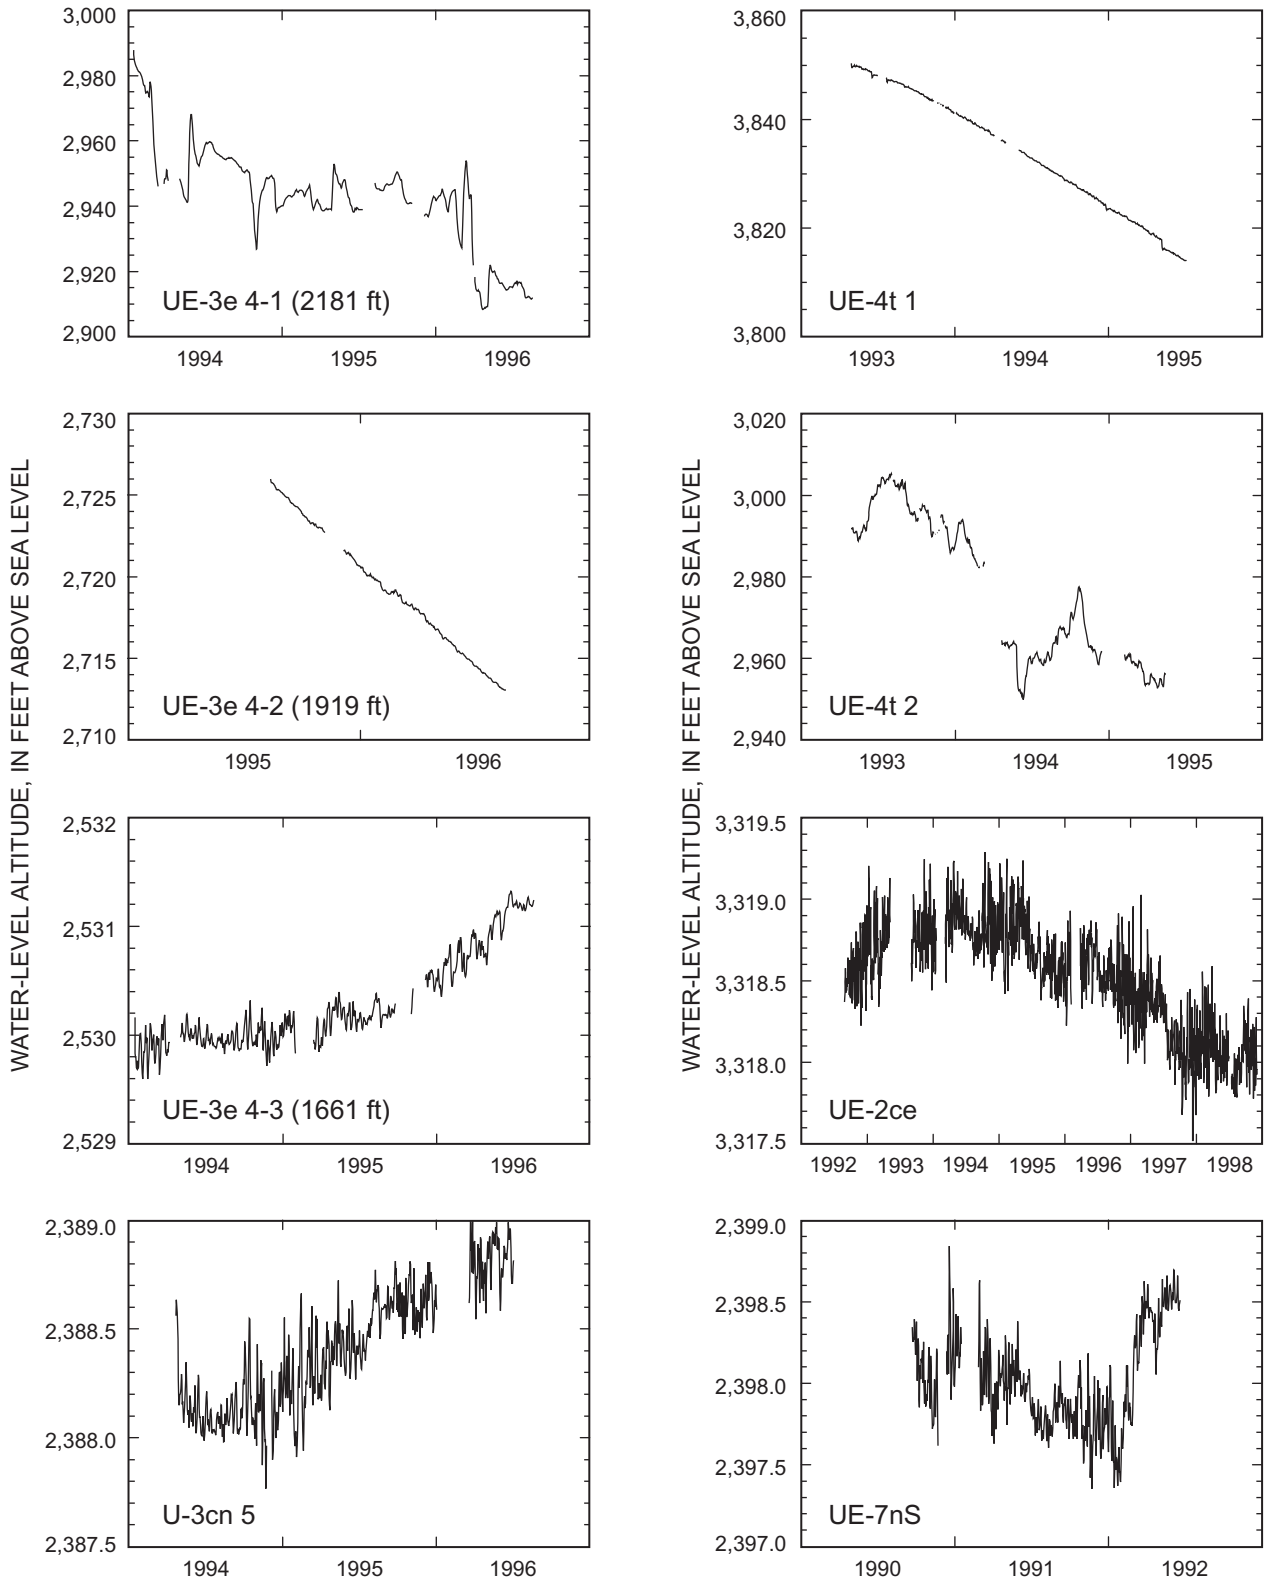 WATER-LEVEL ALTITUDE, IN FEET ABOVE SEA LEVEL
3,000
2,980
2,960
2,940
2,920
2,900
UE-3e 4-1 (2181 ft)
1994 1995 1996
2,730
2,725
2,720
2,715
2,710
UE-3e 4-2 (1919 ft)
1995 1996
2,532
2,531
2,530
2,529
UE-3e 4-3 (1661 ft)
1994 1995 1996
2,389.0
2,388.5
2,388.0
2,387.5
U-3cn 5
1994 1995 1996
WATER-LEVEL ALTITUDE, IN FEET ABOVE SEA LEVEL
3,860
3,840
3,820
3,800
UE-4t 1
1993 1994 1995
3,020
3,000
2,980
2,960
2,940
UE-4t 2
1993 1994 1995
3,319.5
3,319.0
3,318.5
3,318.0
3,317.5
UE-2ce
1992 1993 1994 1995 1996 1997 1998
2,399.0
2,398.5
2,398.0
2,397.5
2,397.0
UE-7nS
1990 1991 1992